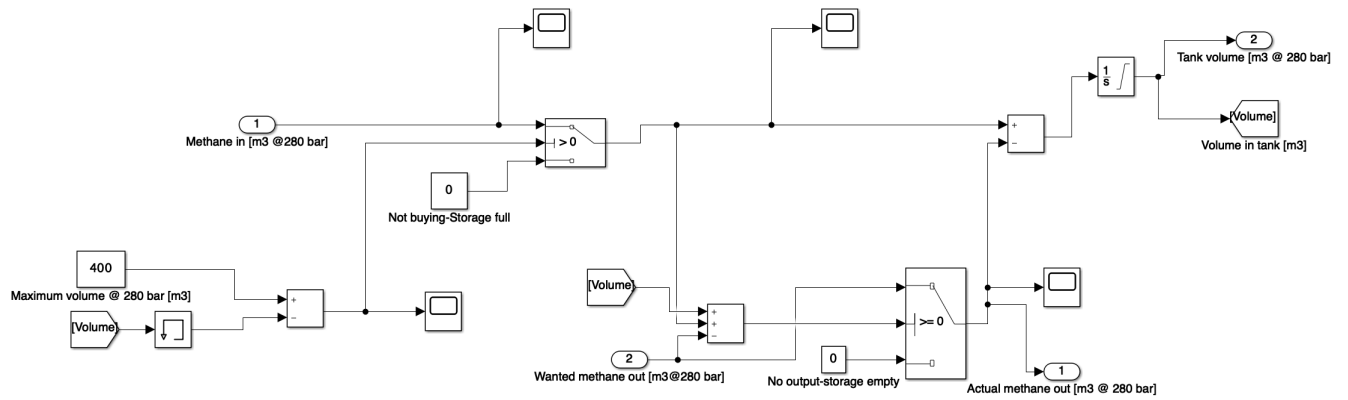 2
Tank volume [m3 @ 280 bar]
1
s
[Volume]
Volume in tank [m3]
1
Methane in [m3 @280 bar]
> 0
+
−
0
Not buying-Storage full
400
Maximum volume @ 280 bar [m3]
[Volume]
+
−
[Volume]
+
+
−
>= 0
2
Wanted methane out [m3@280 bar]
0
No output-storage empty
1
Actual methane out [m3 @ 280 bar]